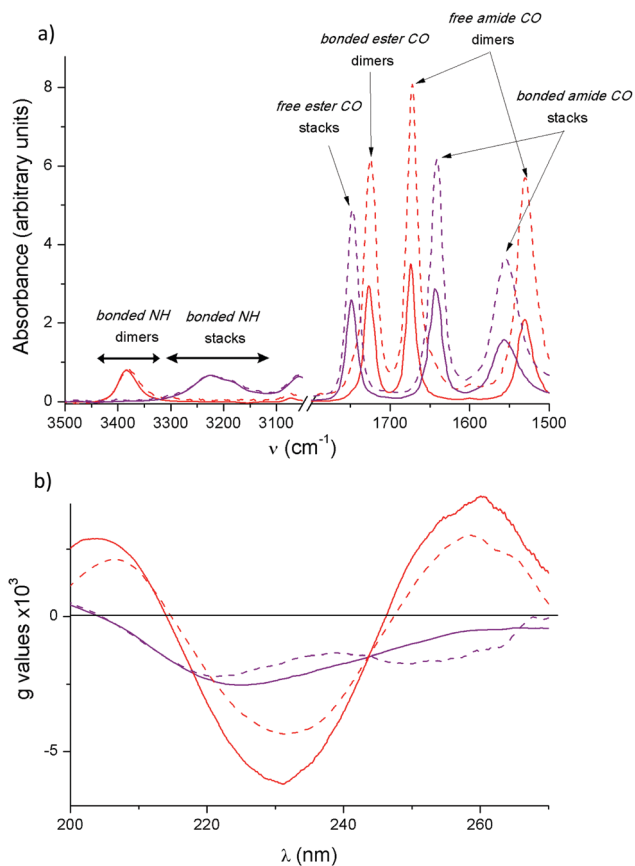 a)
free amide CO
dimers
bonded ester CO
dimers
free ester CO
stacks
bonded amide CO
stacks
Absorbance (arbitrary units)
8
6
4
2
0
bonded NH
dimers
bonded NH
stacks
3500 3400 3300 3200 3100 1700 1600 1500
ν (cm-1)
b)
g values x10³
0
-5
200 220 240 260
λ (nm)